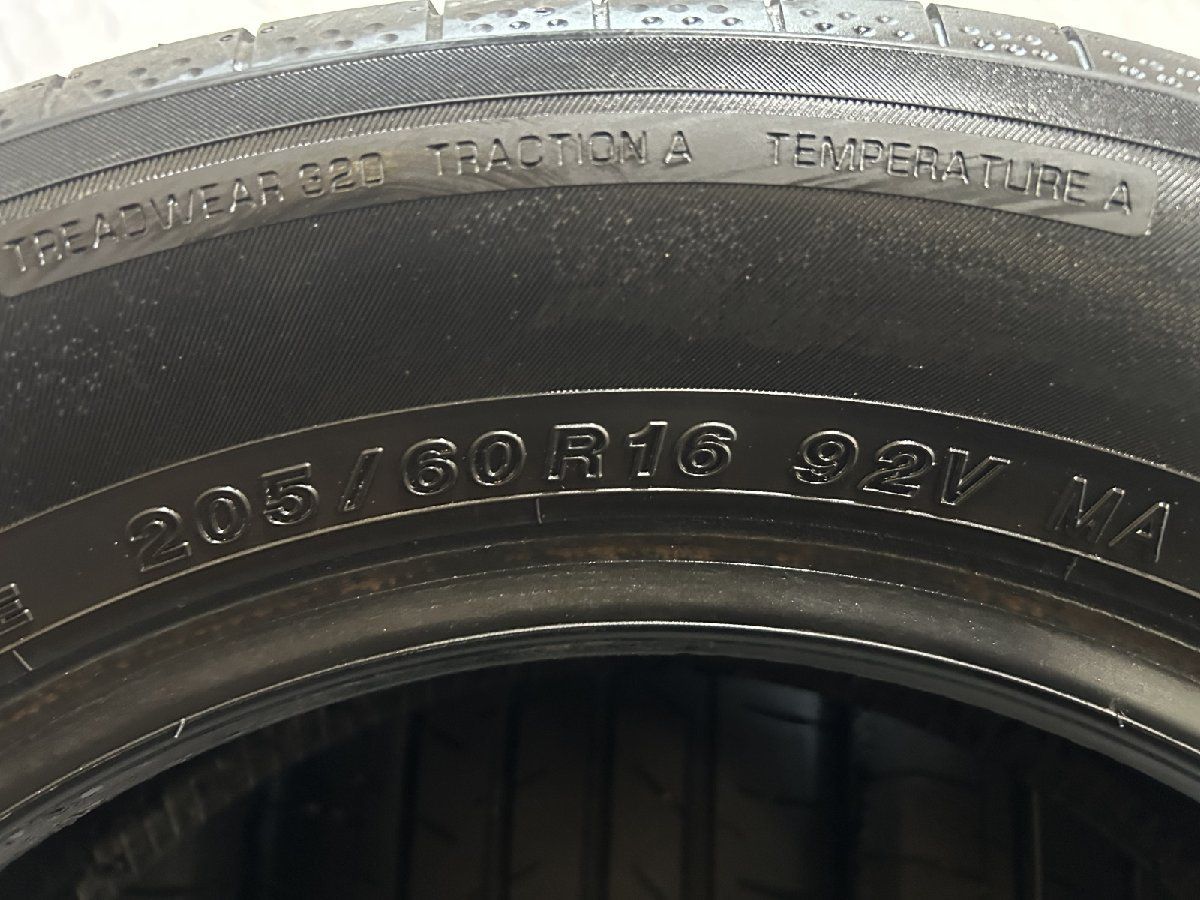 TREADWEAR 320 TRACTION A TEMPERATURE A
205/60R16 92V MA
E